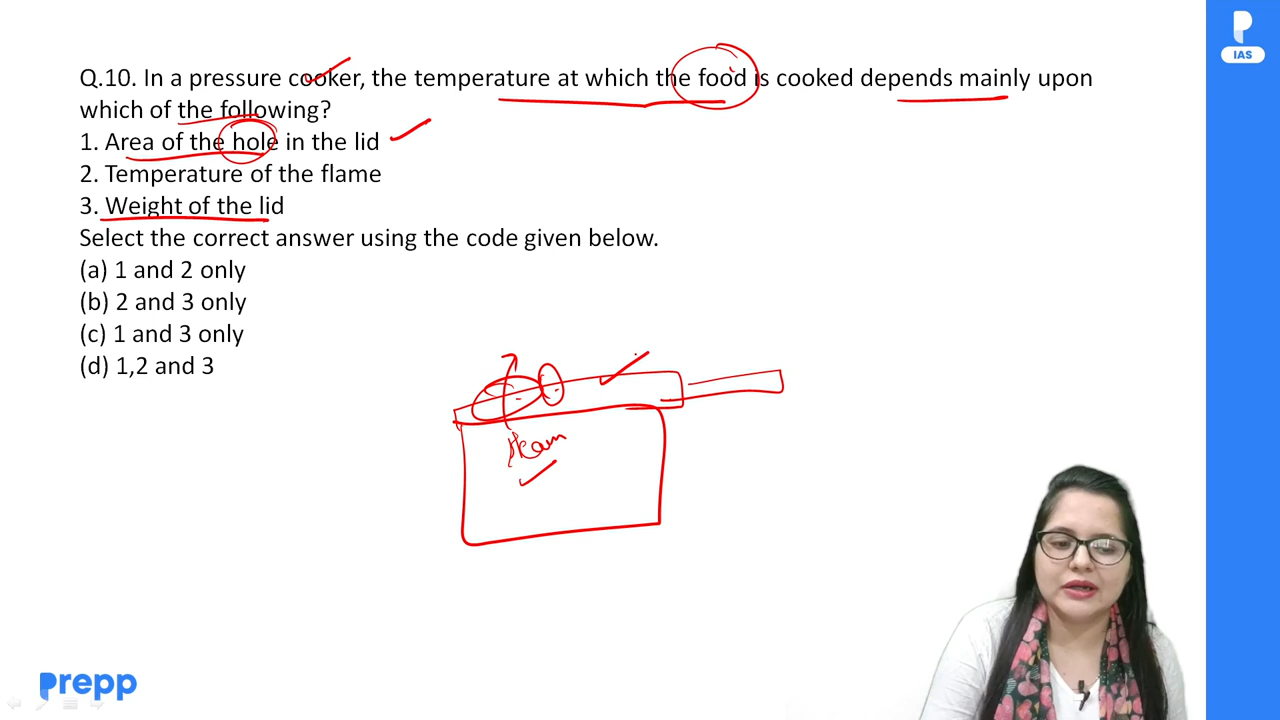 IAS
Q.10. In a pressure cooker, the temperature at which the food is cooked depends mainly upon
which of the following?
1. Area of the hole in the lid
2. Temperature of the flame
3. Weight of the lid
Select the correct answer using the code given below.
(a) 1 and 2 only
(b) 2 and 3 only
(c) 1 and 3 only
(d) 1,2 and 3
steam
prepp